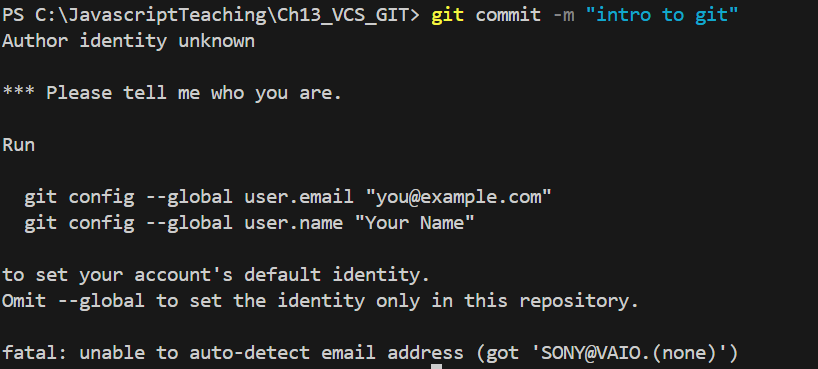 PS C:\JavascriptTeaching\Ch13_VCS_GIT> git commit -m "intro to git"
Author identity unknown
*** Please tell me who you are.
Run
git config --global user.email "you@example.com"
git config --global user.name "Your Name"
to set your account's default identity.
Omit --global to set the identity only in this repository.
fatal: unable to auto-detect email address (got 'SONY@VAIO.(none)')